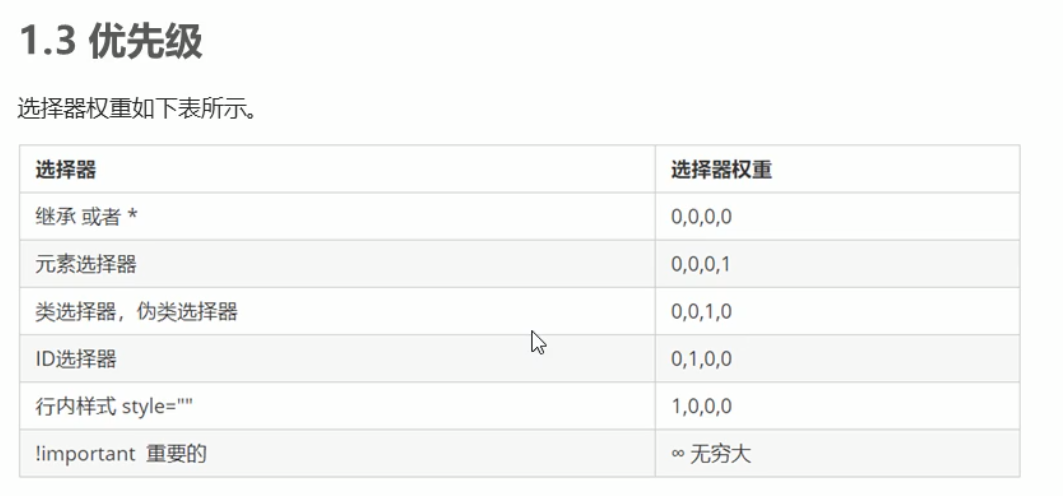 1.3 优先级
选择器权重如下表所示。
选择器 选择器权重
继承 或者 * 0,0,0,0
元素选择器 0,0,0,1
类选择器，伪类选择器 0,0,1,0
ID选择器 0,1,0,0
行内样式 style="" 1,0,0,0
!important 重要的 ∞ 无穷大